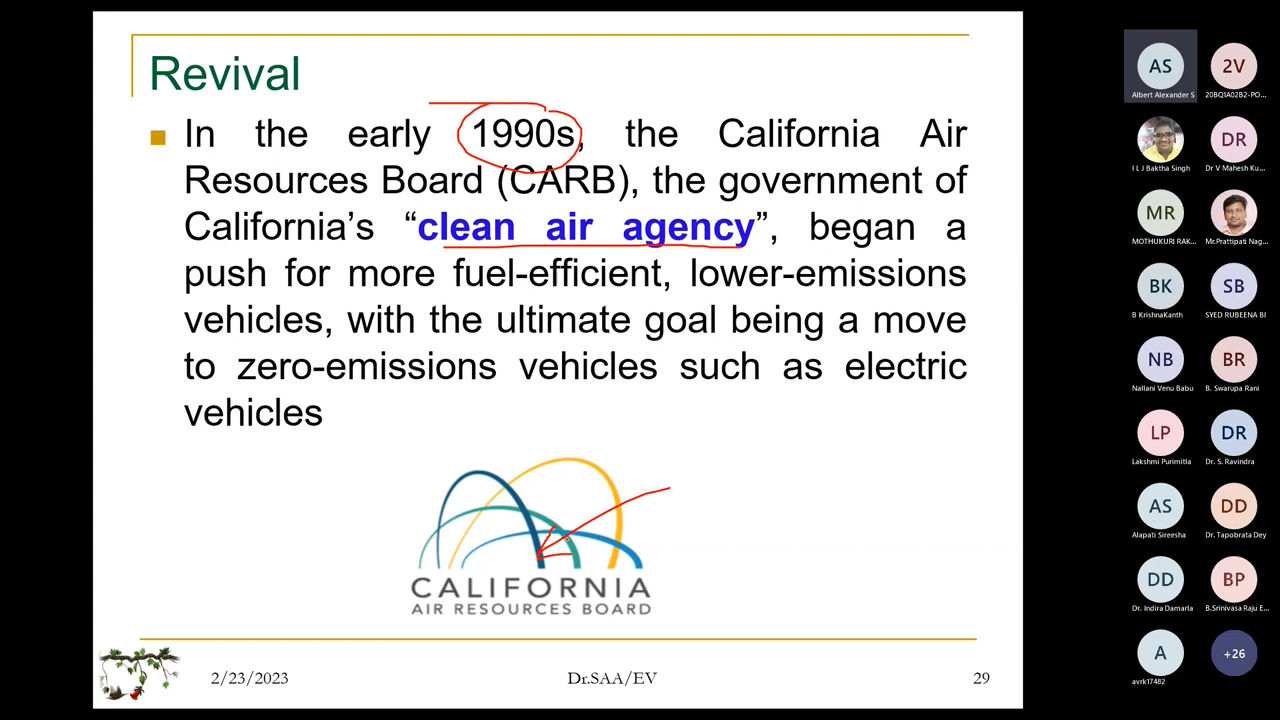 Revival
In the early 1990s, the California Air
Resources Board (CARB), the government of
California’s “clean air agency”, began a
push for more fuel-efficient, lower-emissions
vehicles, with the ultimate goal being a move
to zero-emissions vehicles such as electric
vehicles
CALIFORNIA
AIR RESOURCES BOARD
2/23/2023
Dr.SAA/EV
29
AS
Albert Alexander S
2V
20BQ1A02B2-PO...
I L J Baktha Singh
DR
Dr V Mahesh Ku...
MR
MOTHUKURI RAK...
Mr.Prattipati Nag...
BK
B KrishnaKanth
SB
SYED RUBEENA BI
NB
Nallani Venu Babu
BR
B. Swarupa Rani
LP
Lakshmi Purimitla
DR
Dr. S. Ravindra
AS
Alapati Sireesha
DD
Dr. Tapobrata Dey
DD
Dr. Indira Damarla
BP
B.Srinivasa Raju E...
A
avrk17482
+26